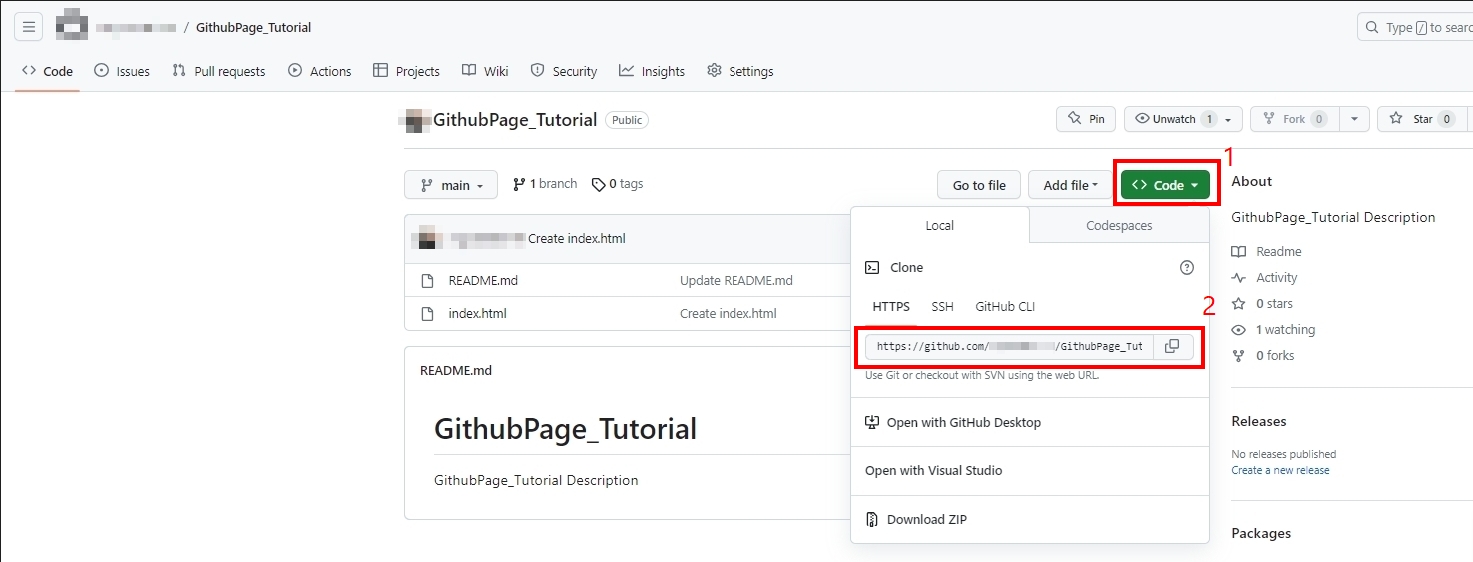 / GithubPage_Tutorial
Type / to searc
Code Issues Pull requests Actions Projects Wiki Security Insights Settings
GithubPage_Tutorial Public
Pin Unwatch 1 Fork 0 Star 0
1
main 1 branch 0 tags Go to file Add file Code
About
GithubPage_Tutorial Description
Readme
Activity
0 stars
1 watching
0 forks
Create index.html
README.md Update README.md
index.html Create index.html
Local Codespaces
Clone
HTTPS SSH GitHub CLI
2
https://github.com/ /GithubPage_Tut
Use Git or checkout with SVN using the web URL.
Open with GitHub Desktop
Open with Visual Studio
Download ZIP
README.md
GithubPage_Tutorial
GithubPage_Tutorial Description
Releases
No releases published
Create a new release
Packages